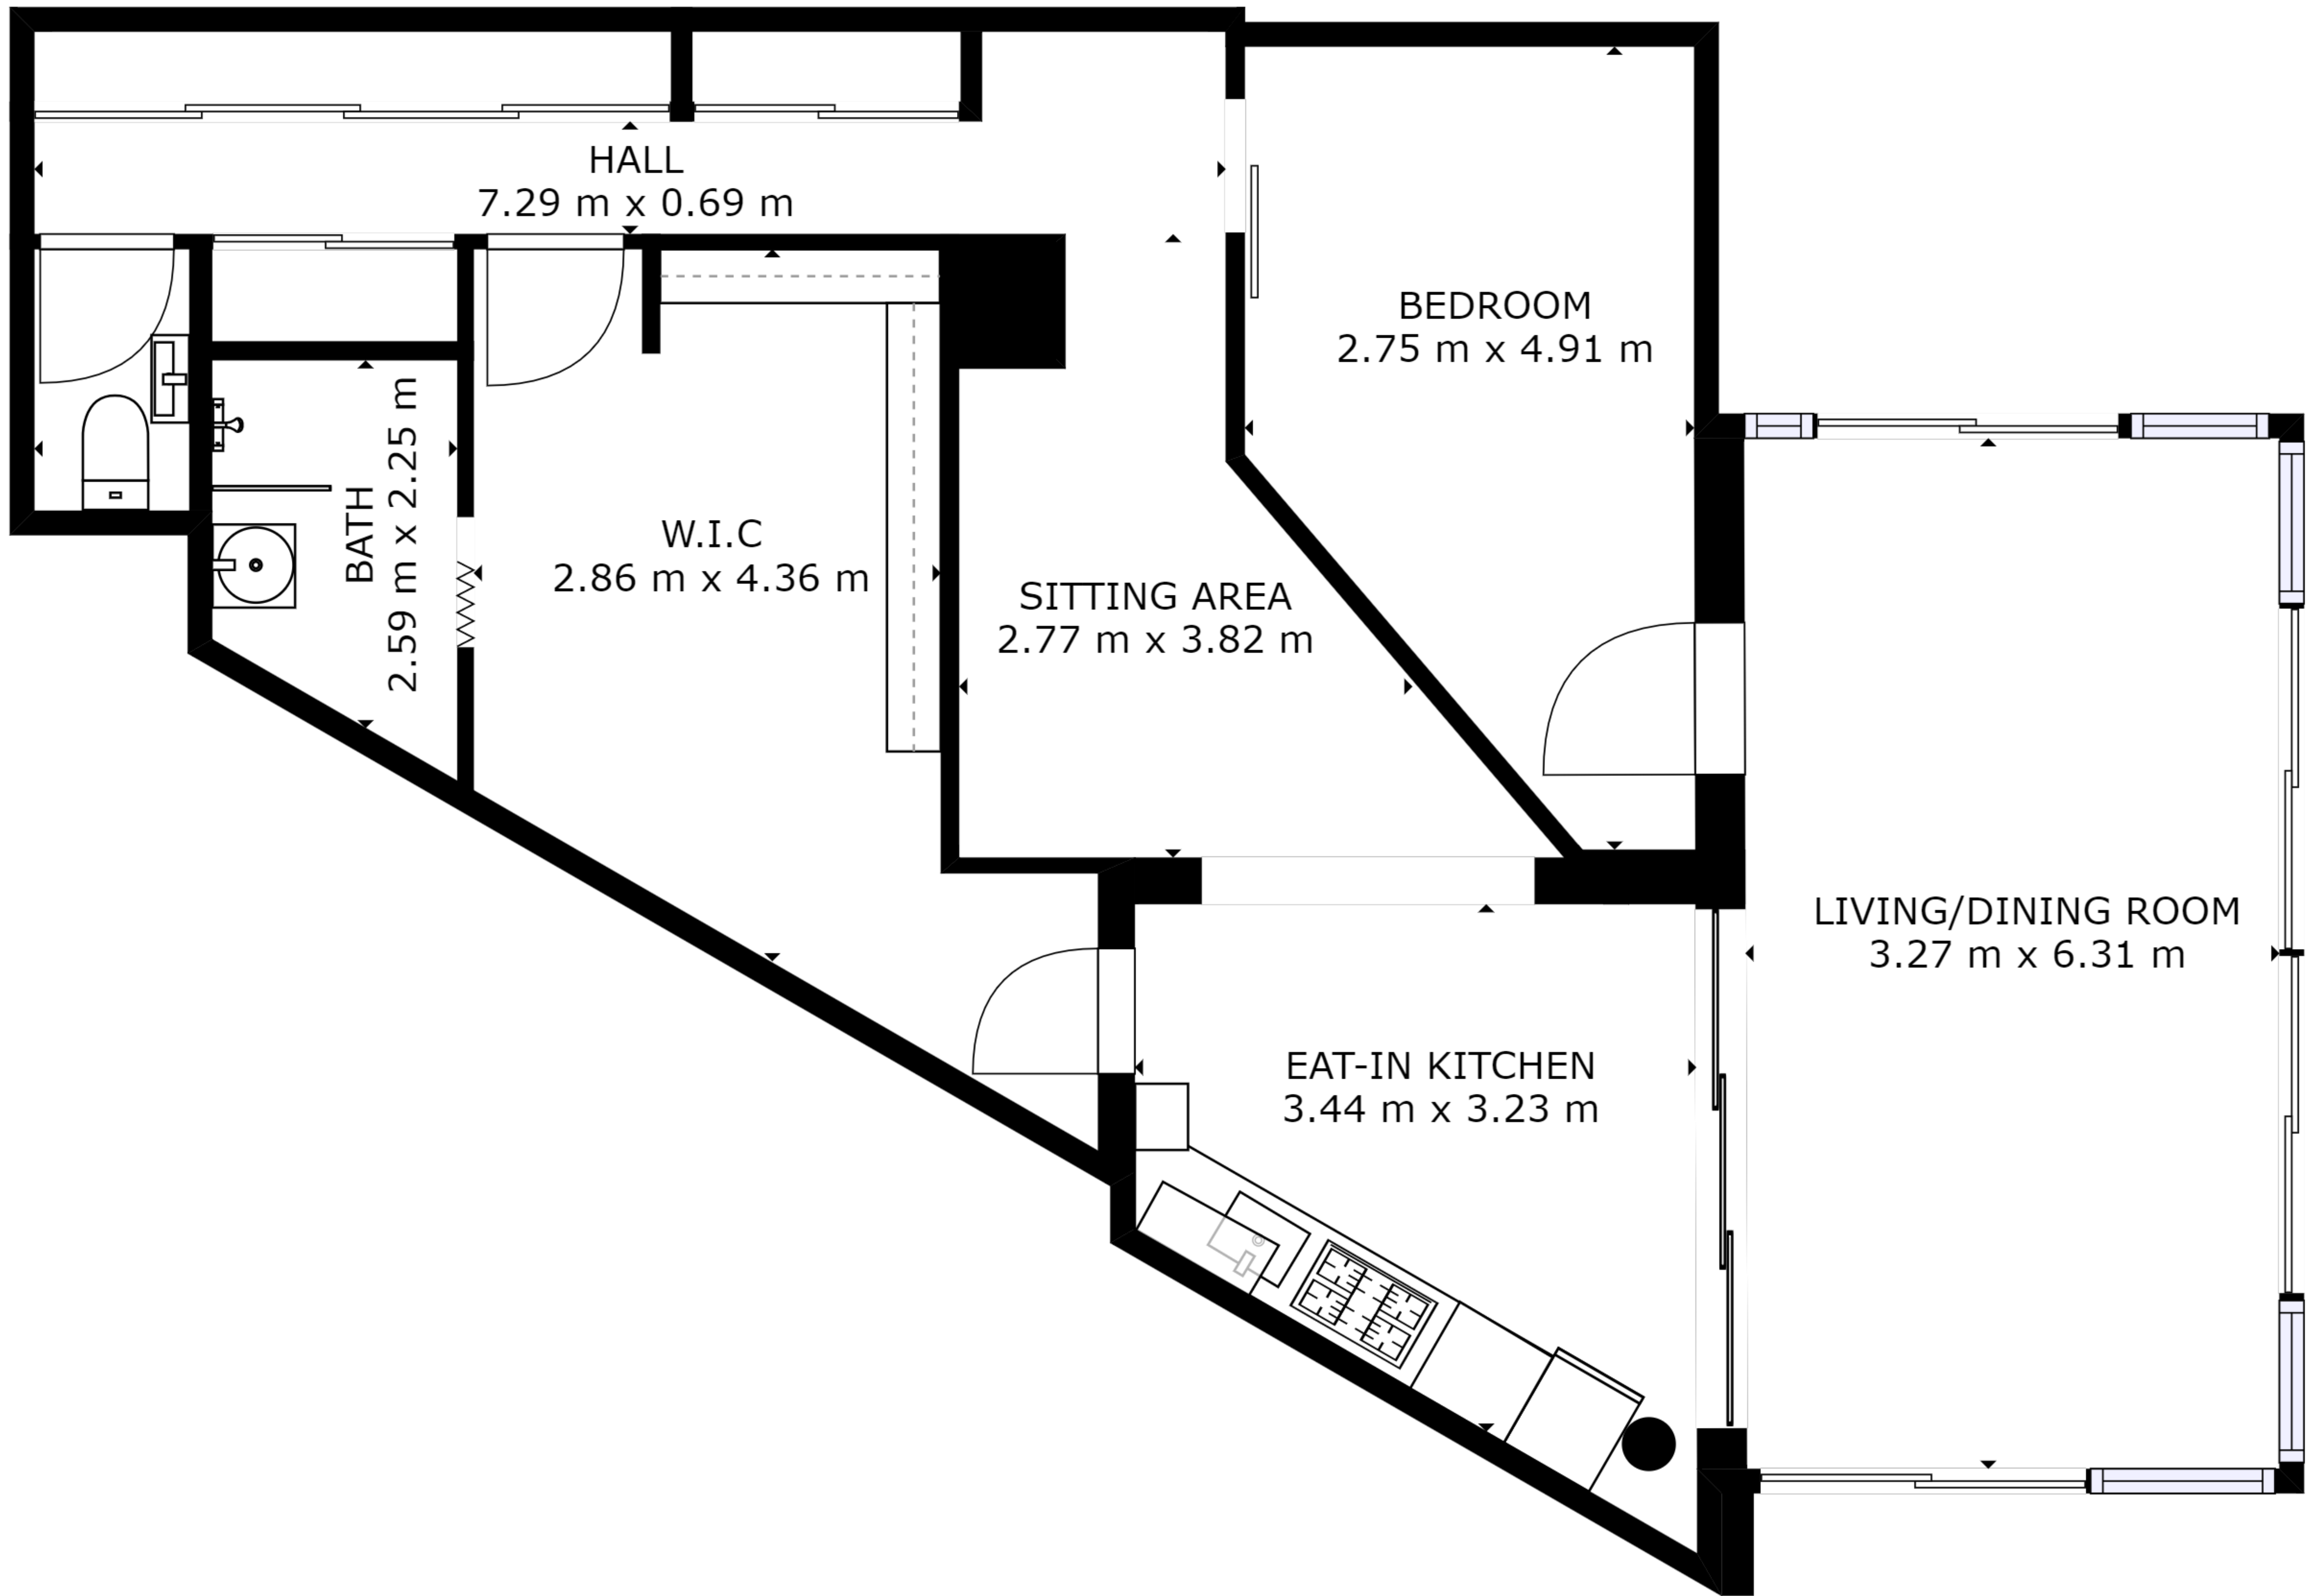 HALL
7.29 m x 0.69 m
BEDROOM
2.75 m x 4.91 m
BATH
2.59 m x 2.25 m
W.I.C
2.86 m x 4.36 m
SITTING AREA
2.77 m x 3.82 m
LIVING/DINING ROOM
3.27 m x 6.31 m
EAT-IN KITCHEN
3.44 m x 3.23 m